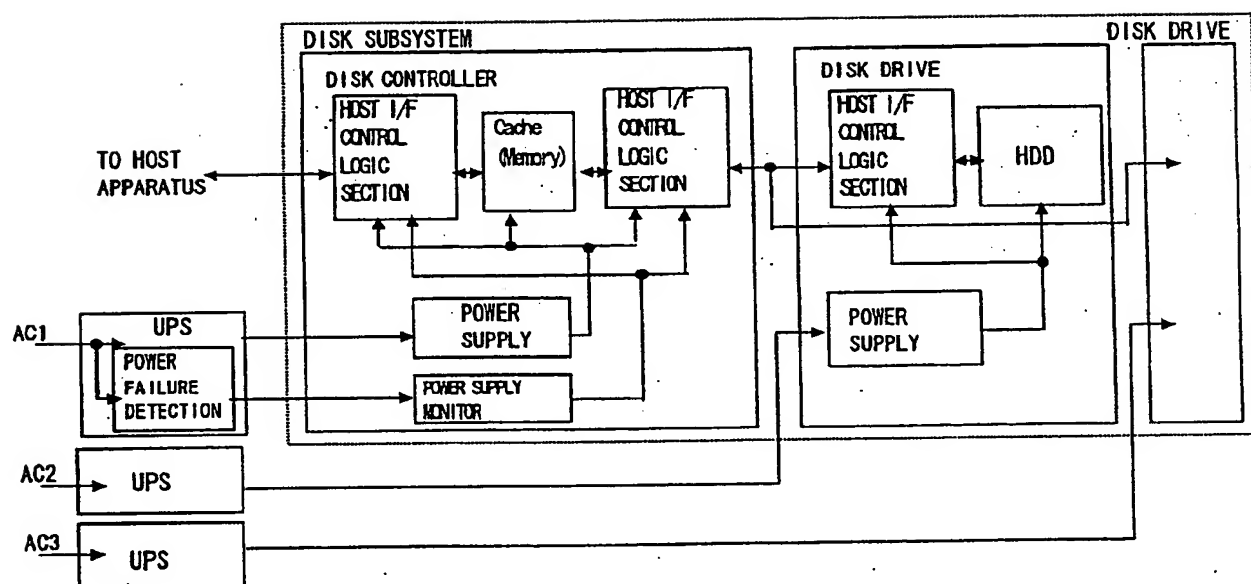 DISK SUBSYSTEM
DISK DRIVE
DISK CONTROLLER
DISK DRIVE
HOST I/F
CONTROL
LOGIC
SECTION
Cache
(Memory)
HOST I/F
CONTROL
LOGIC
SECTION
HOST I/F
CONTROL
LOGIC
SECTION
HDD
TO HOST
APPARATUS
AC1
UPS
POWER
FAILURE
DETECTION
POWER
SUPPLY
POWER SUPPLY
MONITOR
POWER
SUPPLY
AC2
UPS
AC3
UPS